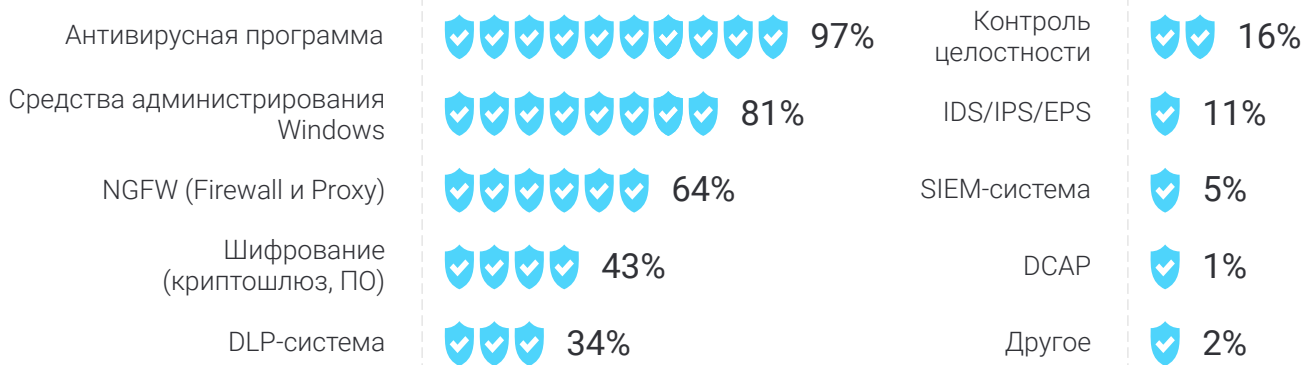 Антивирусная программа
97%
Средства администрирования
Windows
81%
NGFW (Firewall и Proxy)
64%
Шифрование
(криптошлюз, ПО)
43%
DLP-система
34%
Контроль
целостности
16%
IDS/IPS/EPS
11%
SIEM-система
5%
DCAP
1%
Другое
2%